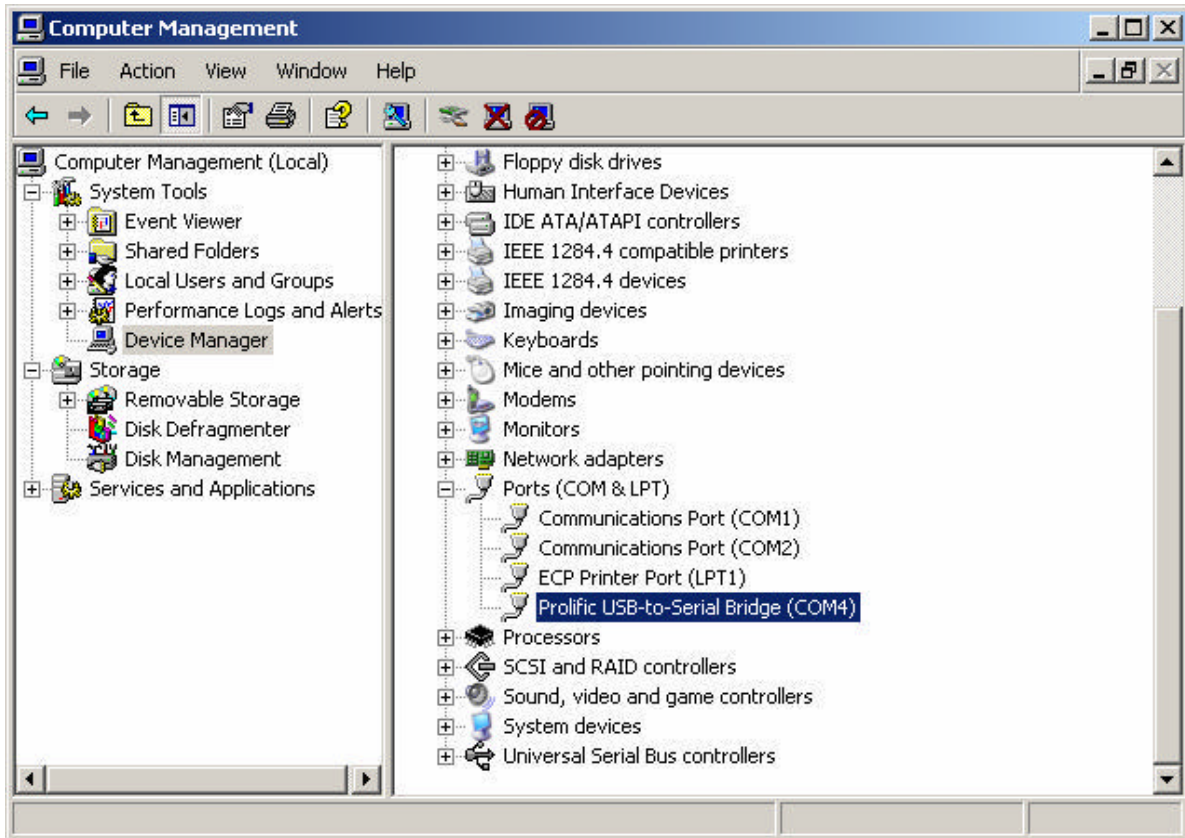 Computer Management
File Action View Window Help
Computer Management (Local)
System Tools
Event Viewer
Shared Folders
Local Users and Groups
Performance Logs and Alerts
Device Manager
Storage
Removable Storage
Disk Defragmenter
Disk Management
Services and Applications
Floppy disk drives
Human Interface Devices
IDE ATA/ATAPI controllers
IEEE 1284.4 compatible printers
IEEE 1284.4 devices
Imaging devices
Keyboards
Mice and other pointing devices
Modems
Monitors
Network adapters
Ports (COM & LPT)
Communications Port (COM1)
Communications Port (COM2)
ECP Printer Port (LPT1)
Prolific USB-to-Serial Bridge (COM4)
Processors
SCSI and RAID controllers
Sound, video and game controllers
System devices
Universal Serial Bus controllers